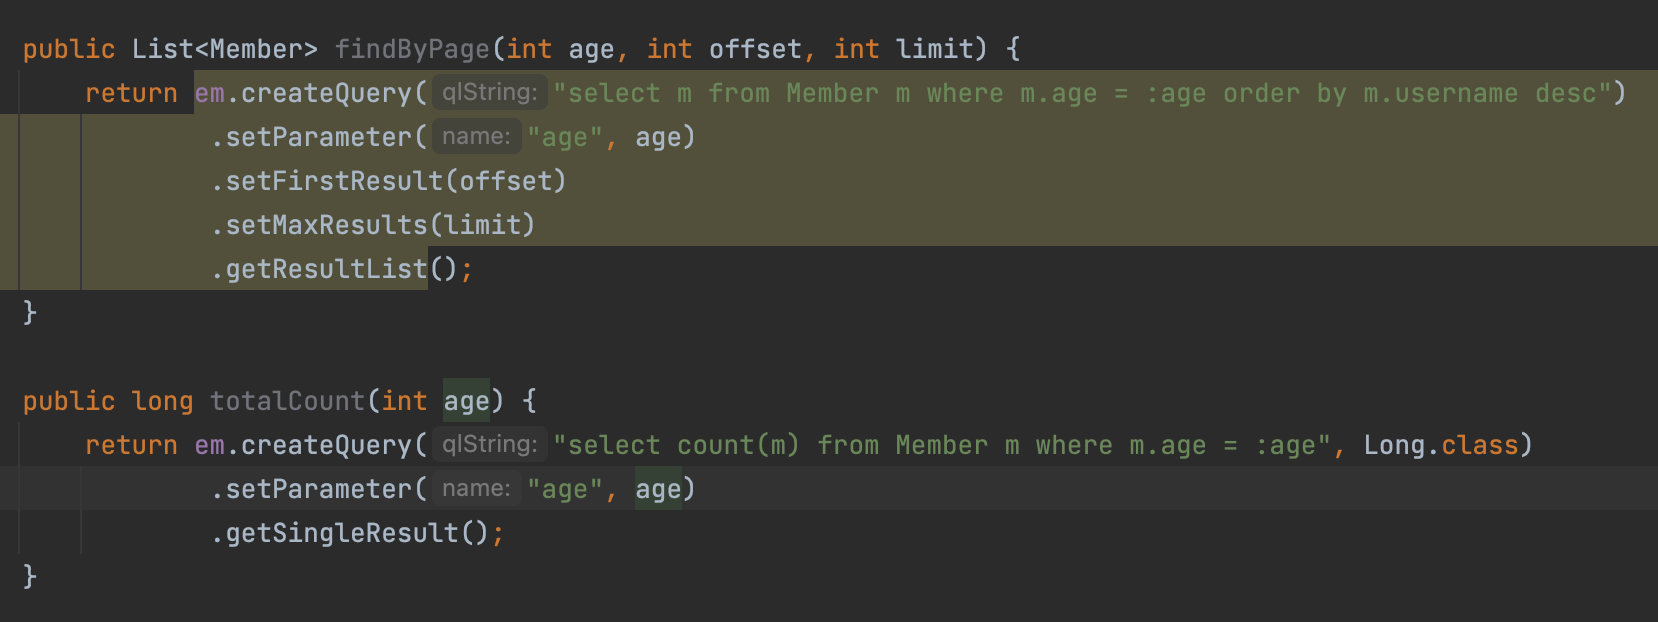 public List<Member> findByPage(int age, int offset, int limit) {
return em.createQuery( qlString: "select m from Member m where m.age = :age order by m.username desc")
.setParameter( name: "age", age)
.setFirstResult(offset)
.setMaxResults(limit)
.getResultList();
}
public long totalCount(int age) {
return em.createQuery( qlString: "select count(m) from Member m where m.age = :age", Long.class)
.setParameter( name: "age", age)
.getSingleResult();
}